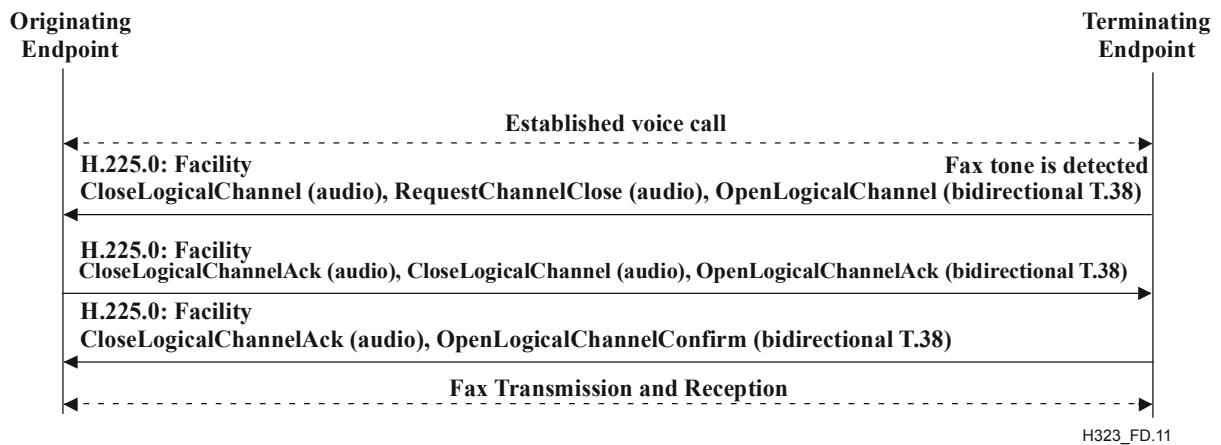 Originating
Endpoint
Terminating
Endpoint
Established voice call
H.225.0: Facility
Fax tone is detected
CloseLogicalChannel (audio), RequestChannelClose (audio), OpenLogicalChannel (bidirectional T.38)
H.225.0: Facility
CloseLogicalChannelAck (audio), CloseLogicalChannel (audio), OpenLogicalChannelAck (bidirectional T.38)
H.225.0: Facility
CloseLogicalChannelAck (audio), OpenLogicalChannelConfirm (bidirectional T.38)
Fax Transmission and Reception
H323_FD.11